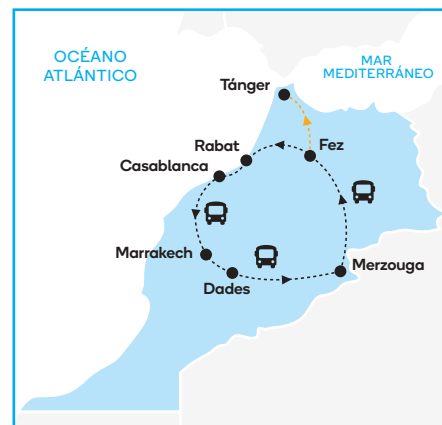 OCÉANO
ATLÁNTICO
MAR
MEDITERRÁNEO
Tánger
Rabat
Fez
Casablanca
Marrakech
Merzouga
Dades